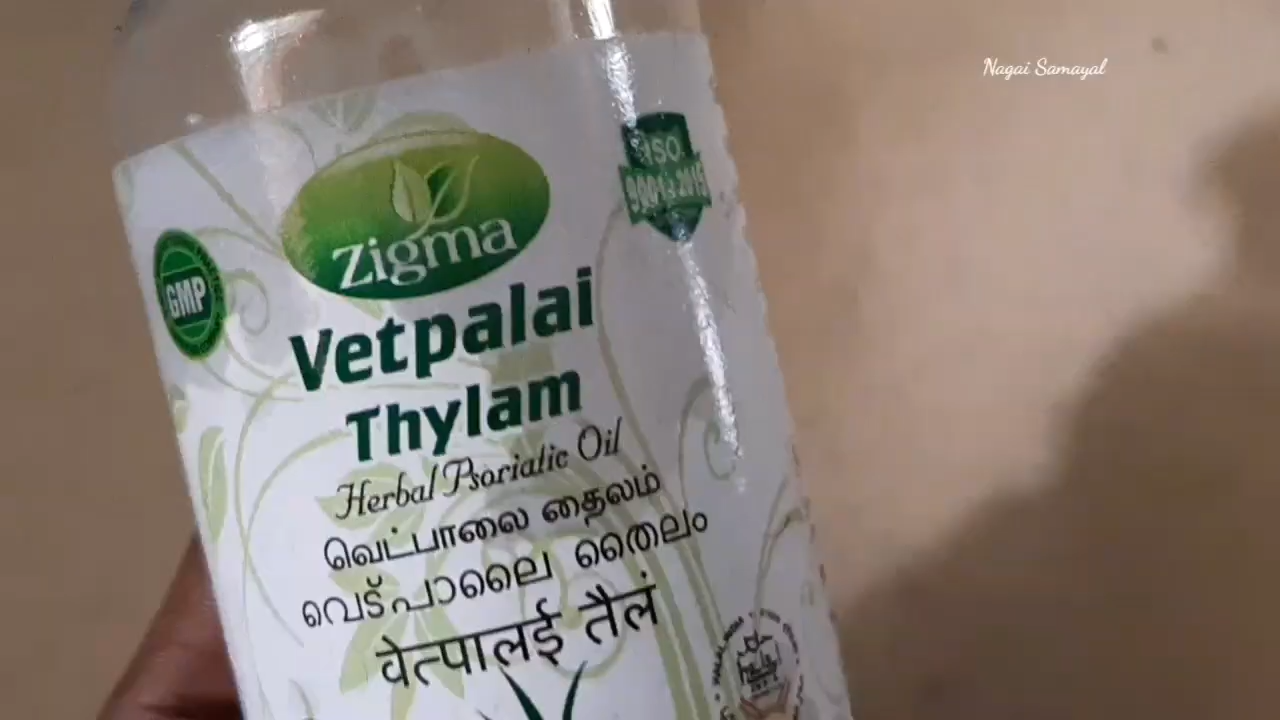 Nagai Samayal
ISO
9001:2015
Zigma
GMP
Vetpalai
Thylam
Herbal Psoriatic Oil
வெட்பாலை தைலம்
വെട്പാലൈ തൈലം
वेत्पालई तैलं